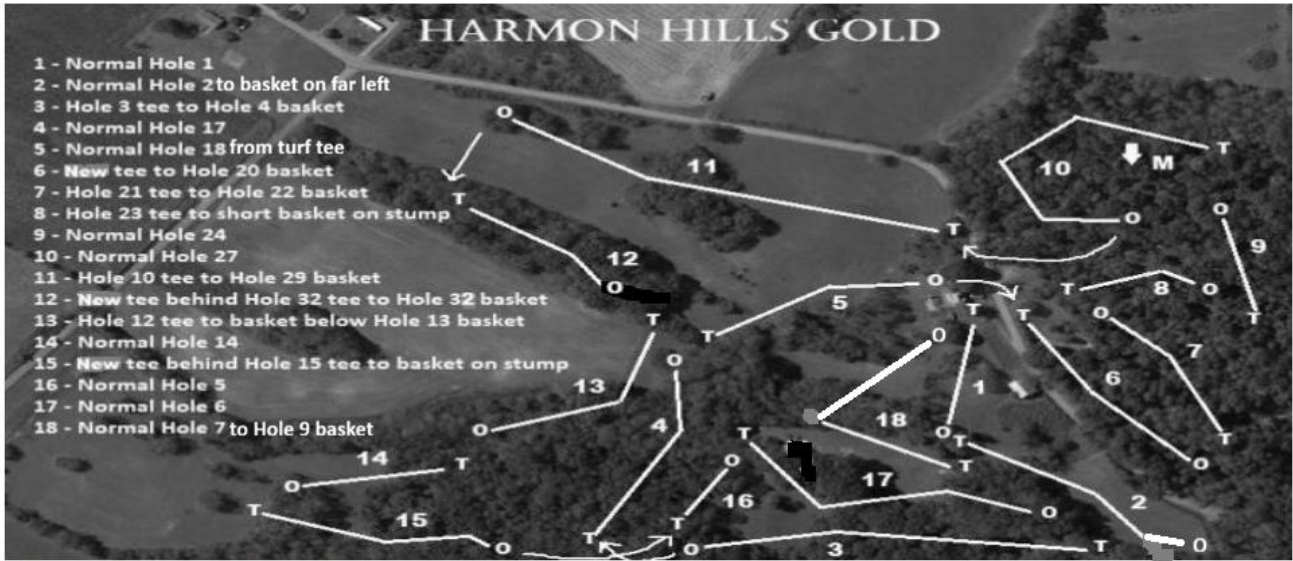 HARMON HILLS GOLD
1 - Normal Hole 1
2 - Normal Hole 2 to basket on far left
3 - Hole 3 tee to Hole 4 basket
4 - Normal Hole 17
5 - Normal Hole 18 from turf tee
6 - New tee to Hole 20 basket
7 - Hole 21 tee to Hole 22 basket
8 - Hole 23 tee to short basket on stump
9 - Normal Hole 24
10 - Normal Hole 27
11 - Hole 10 tee to Hole 29 basket
12 - New tee behind Hole 32 tee to Hole 32 basket
13 - Hole 12 tee to basket below Hole 13 basket
14 - Normal Hole 14
15 - New tee behind Hole 15 tee to basket on stump
16 - Normal Hole 5
17 - Normal Hole 6
18 - Normal Hole 7 to Hole 9 basket
O
T
11
T
10
M
T
O
O
9
T
12
O
T
5
O
T
8
O
T
T
T
O
T
O
7
T
13
O
O
4
T
1
O
6
O
18
T
T
14
O
T
O
16
T
17
O
T
2
O
T
15
O
T
O
3
T